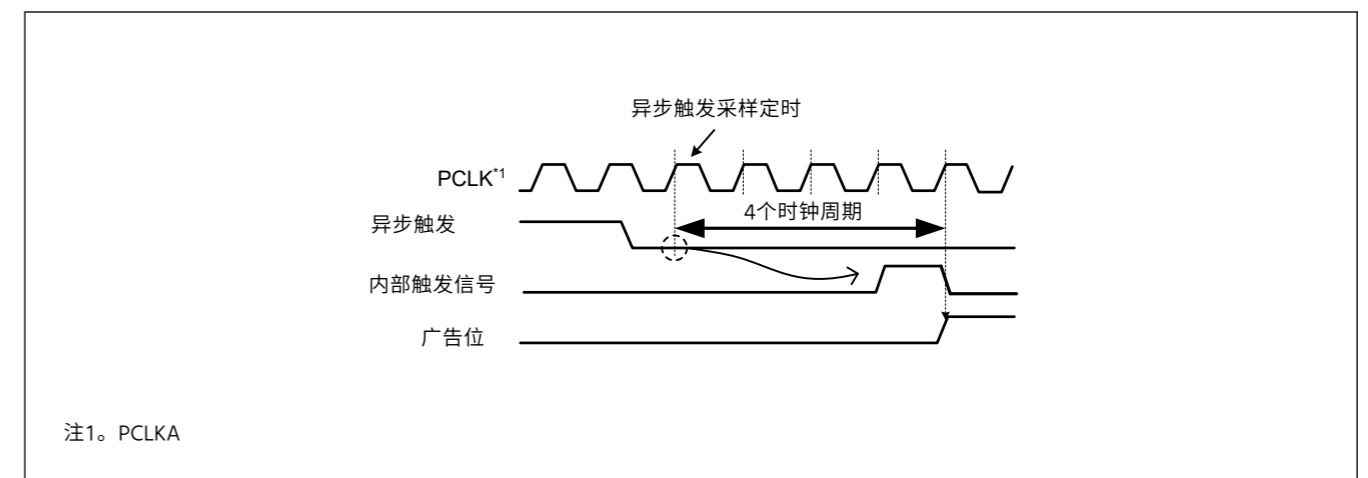 异步触发采样定时
PCLK*1
4个时钟周期
异步触发
内部触发信号
广告位
注1。PCLKA